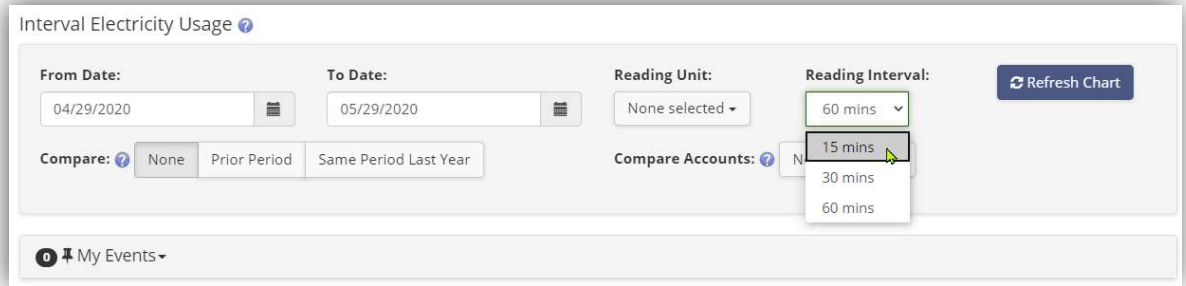 Interval Electricity Usage
From Date:
To Date:
Reading Unit:
Reading Interval:
04/29/2020
05/29/2020
None selected
60 mins
Refresh Chart
Compare:
None
Prior Period
Same Period Last Year
Compare Accounts:
15 mins
30 mins
60 mins
0 My Events